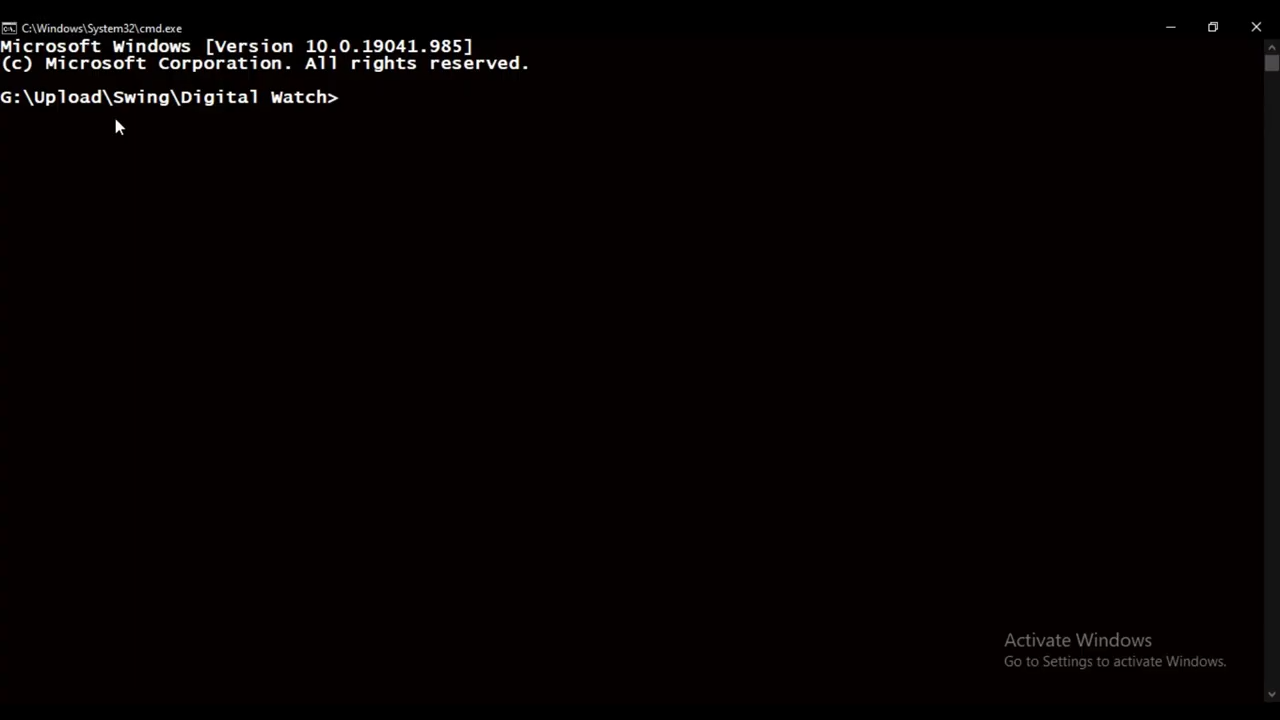 C:\Windows\System32\cmd.exe
Microsoft Windows [Version 10.0.19041.985]
(c) Microsoft Corporation. All rights reserved.
G:\Upload\Swing\Digital Watch>
Activate Windows
Go to Settings to activate Windows.